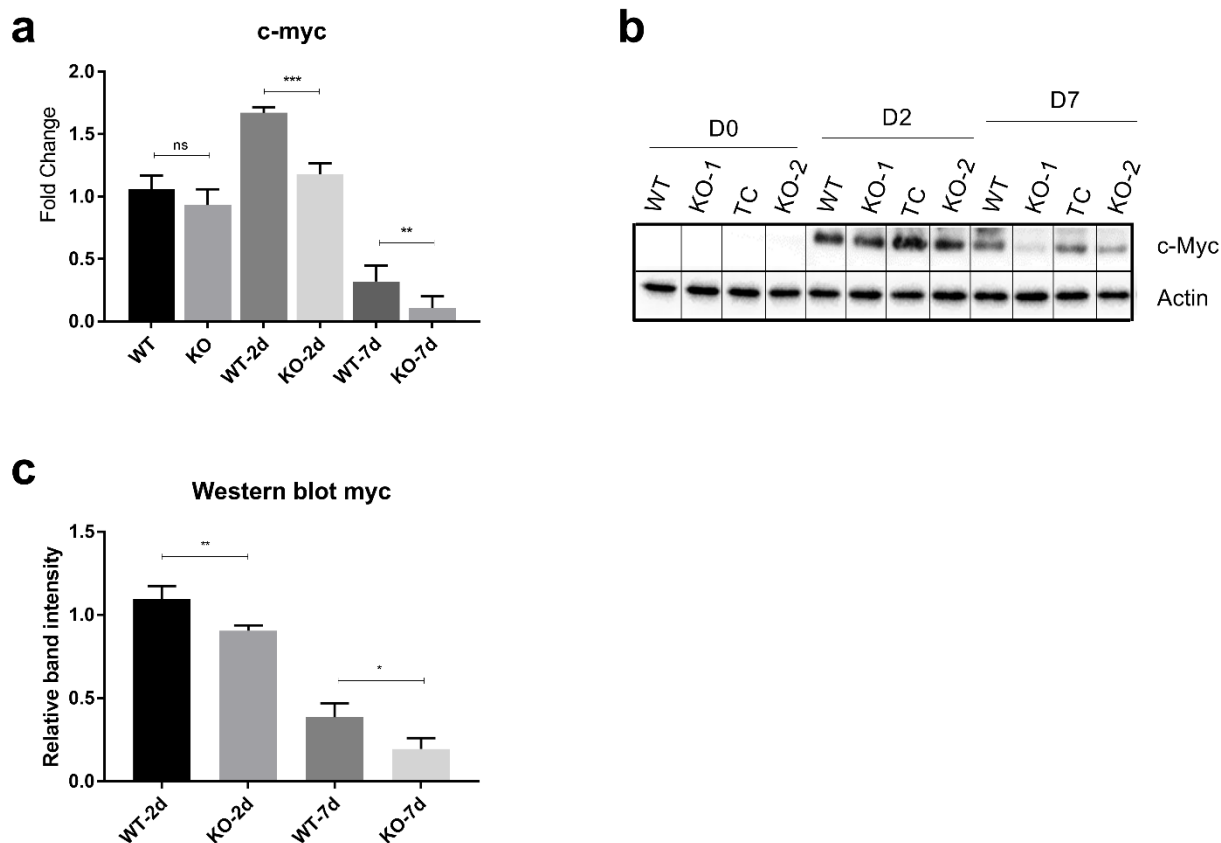 a
c-myc
Fold Change
2.0
1.5
1.0
0.5
0.0
ns
***
**
WT
KO
WT-2d
KO-2d
WT-7d
KO-7d
b
D0
D2
D7
WT
KO-1
TC
KO-2
WT
KO-1
TC
KO-2
WT
KO-1
TC
KO-2
c-Myc
Actin
c
Western blot myc
Relative band intensity
1.5
1.0
0.5
0.0
**
*
WT-2d
KO-2d
WT-7d
KO-7d